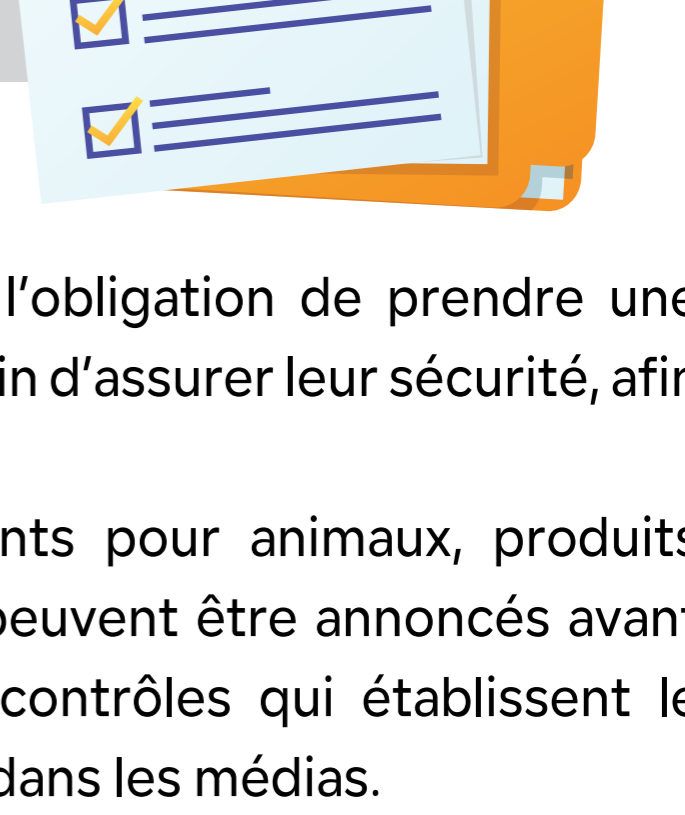 l’obligation de prendre une
in d’assurer leur sécurité, afin
nts pour animaux, produits
peuvent être annoncés avant
contrôles qui établissent le
dans les médias.